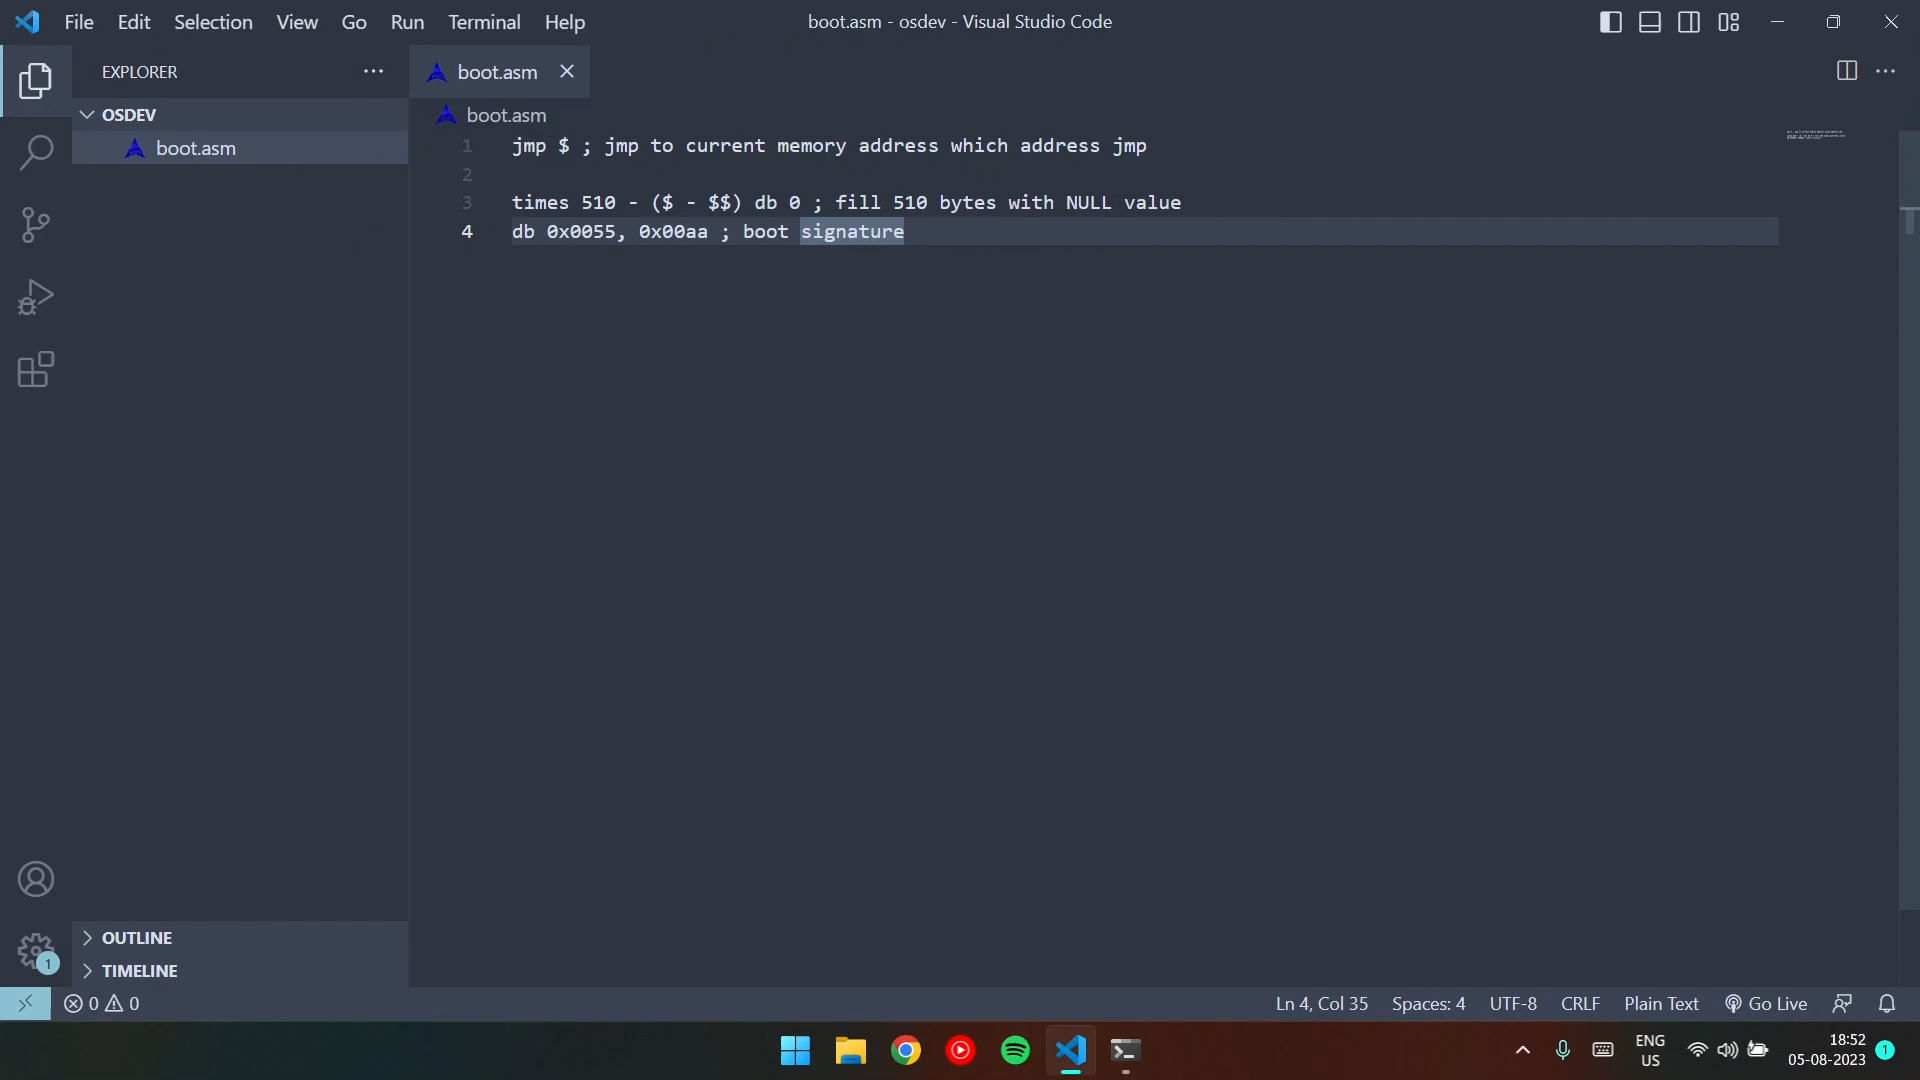 File Edit Selection View Go Run Terminal Help
boot.asm - osdev - Visual Studio Code
EXPLORER
boot.asm
OSDEV
boot.asm
boot.asm
1 jmp $ ; jmp to current memory address which address jmp
2
3 times 510 - ($ - $$) db 0 ; fill 510 bytes with NULL value
4 db 0x0055, 0x00aa ; boot signature
OUTLINE
1
TIMELINE
0 0
Ln 4, Col 35 Spaces: 4 UTF-8 CRLF Plain Text Go Live
ENG
US
18:52
05-08-2023
1